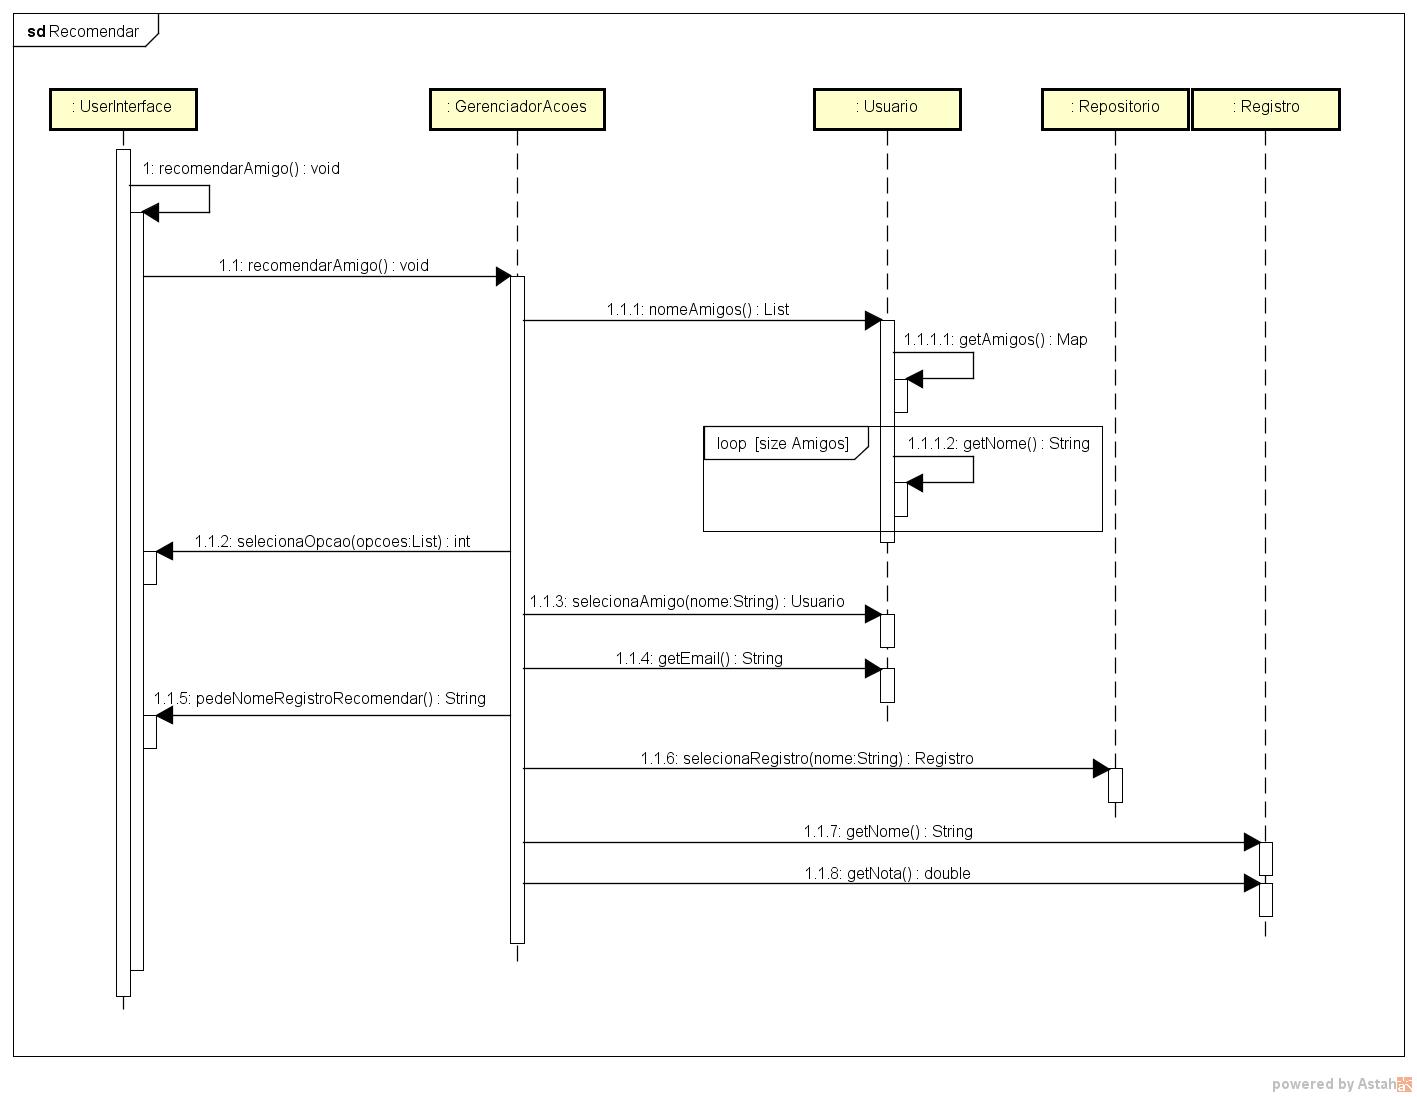 sd Recomendar
: UserInterface
: GerenciadorAcoes
: Usuario
: Repositorio
: Registro
1: recomendarAmigo() : void
1.1: recomendarAmigo() : void
1.1.1: nomeAmigos() : List
1.1.1.1: getAmigos() : Map
loop [size Amigos]
1.1.1.2: getNome() : String
1.1.2: selecionaOpcao(opcoes:List) : int
1.1.3: selecionaAmigo(nome:String) : Usuario
1.1.4: getEmail() : String
1.1.5: pedeNomeRegistroRecomendar() : String
1.1.6: selecionaRegistro(nome:String) : Registro
1.1.7: getNome() : String
1.1.8: getNota() : double
powered by Astah